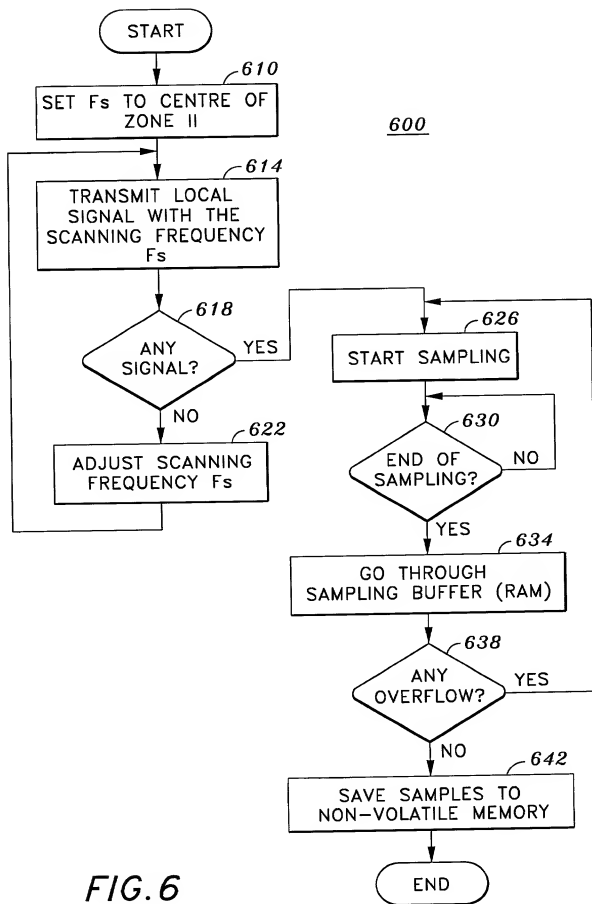 START
610
SET Fs TO CENTRE OF
ZONE II
600
614
TRANSMIT LOCAL
SIGNAL WITH THE
SCANNING FREQUENCY
Fs
618
ANY
SIGNAL?
YES
NO
622
ADJUST SCANNING
FREQUENCY Fs
626
START SAMPLING
630
END OF
SAMPLING?
NO
YES
634
GO THROUGH
SAMPLING BUFFER (RAM)
638
ANY
OVERFLOW?
YES
NO
642
SAVE SAMPLES TO
NON-VOLATILE MEMORY
END
FIG.6